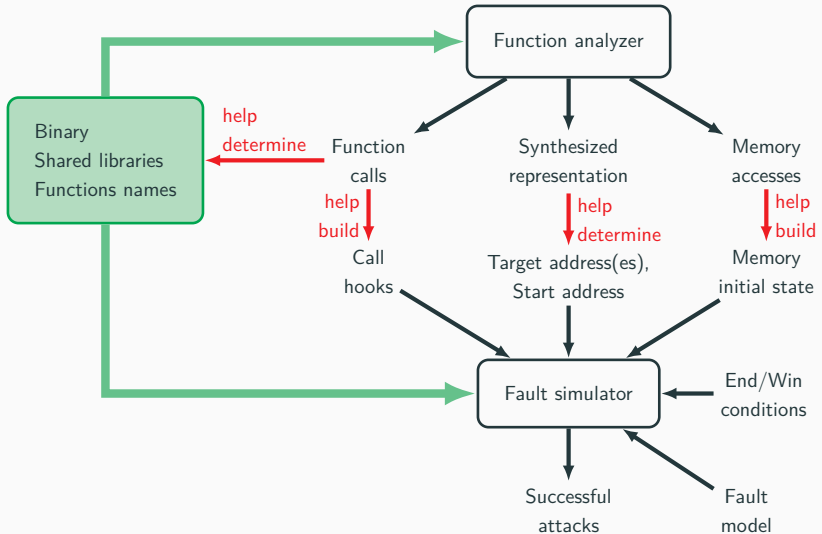 Function analyzer
Binary
Shared libraries
Functions names
help
determine
Function
calls
Synthesized
representation
Memory
accesses
help
build
help
determine
help
build
Call
hooks
Target address(es),
Start address
Memory
initial state
Fault simulator
End/Win
conditions
Successful
attacks
Fault
model